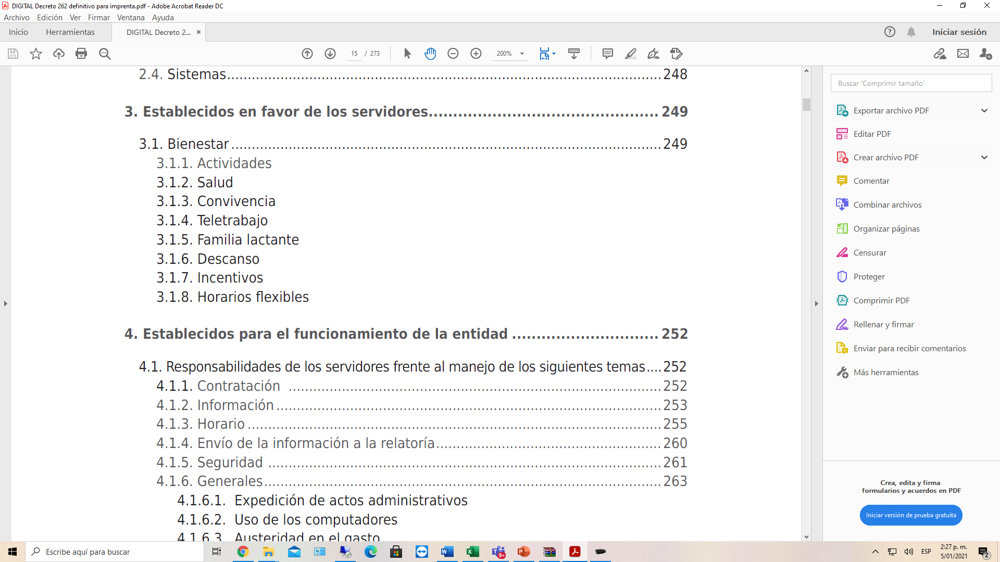 DIGITAL Decreto 262 definitivo para imprenta.pdf - Adobe Acrobat Reader DC
Archivo Edición Ver Firmar Ventana Ayuda
Inicio Herramientas DIGITAL Decreto 2... × Iniciar sesión
15 / 273 200%
2.4. Sistemas 248
3. Establecidos en favor de los servidores 249
3.1. Bienestar 249
3.1.1. Actividades
3.1.2. Salud
3.1.3. Convivencia
3.1.4. Teletrabajo
3.1.5. Familia lactante
3.1.6. Descanso
3.1.7. Incentivos
3.1.8. Horarios flexibles
4. Establecidos para el funcionamiento de la entidad 252
4.1. Responsabilidades de los servidores frente al manejo de los siguientes temas 252
4.1.1. Contratación 252
4.1.2. Información 253
4.1.3. Horario 255
4.1.4. Envío de la información a la relatoría 260
4.1.5. Seguridad 261
4.1.6. Generales 263
4.1.6.1. Expedición de actos administrativos
4.1.6.2. Uso de los computadores
4.1.6.3. Austeridad en el gasto
Buscar 'Comprimir tamaño'
Exportar archivo PDF
Editar PDF
Crear archivo PDF
Comentar
Combinar archivos
Organizar páginas
Censurar
Proteger
Comprimir PDF
Rellenar y firmar
Enviar para recibir comentarios
Más herramientas
Crea, edita y firma
formularios y acuerdos en PDF
Iniciar versión de prueba gratuita
Escribe aquí para buscar
9+
ESP
2:27 p. m.
5/01/2021
2